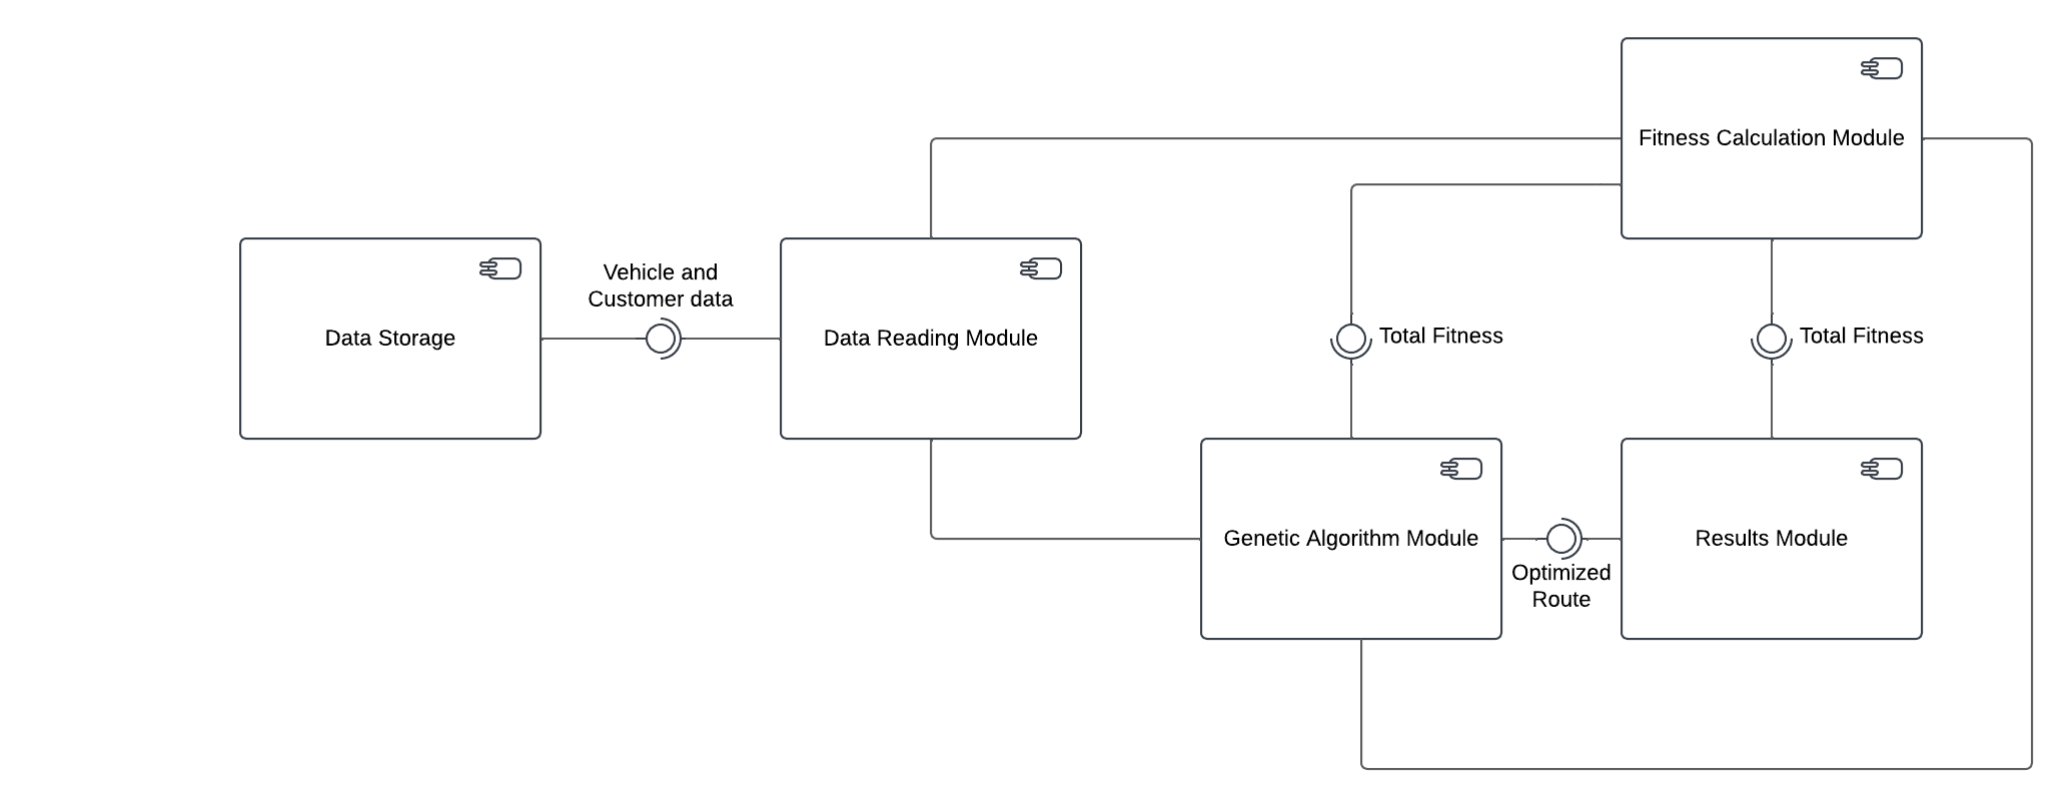 Fitness Calculation Module
Vehicle and
Customer data
Data Storage
Data Reading Module
Total Fitness
Total Fitness
Genetic Algorithm Module
Results Module
Optimized
Route